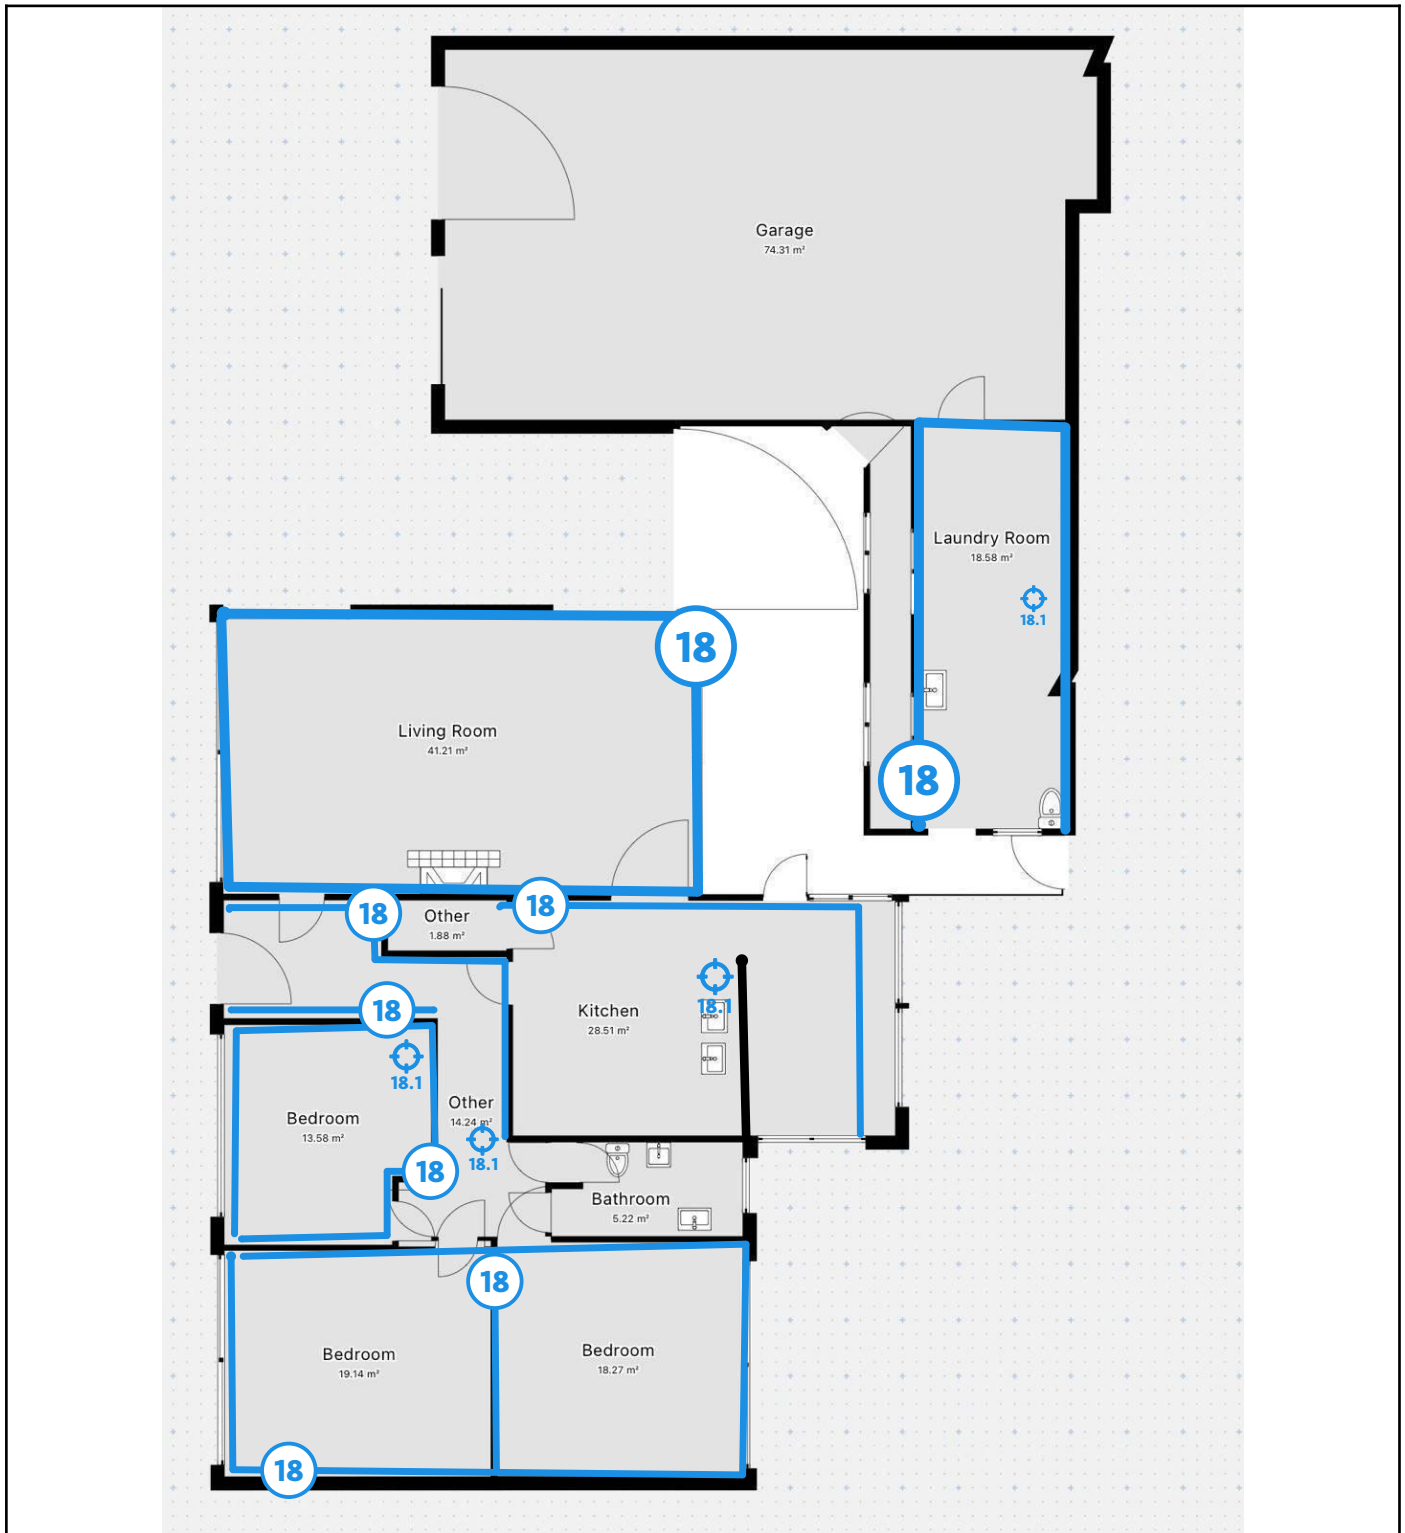 Garage
74.31 m²
Laundry Room
18.58 m²
18.1
18
Living Room
41.21 m²
18
18
18
Other
1.88 m²
18.1
Kitchen
28.51 m²
18
18.1
Bedroom
13.58 m²
Other
14.24 m²
18.1
18
Bathroom
5.22 m²
18
Bedroom
19.14 m²
Bedroom
18.27 m²
18